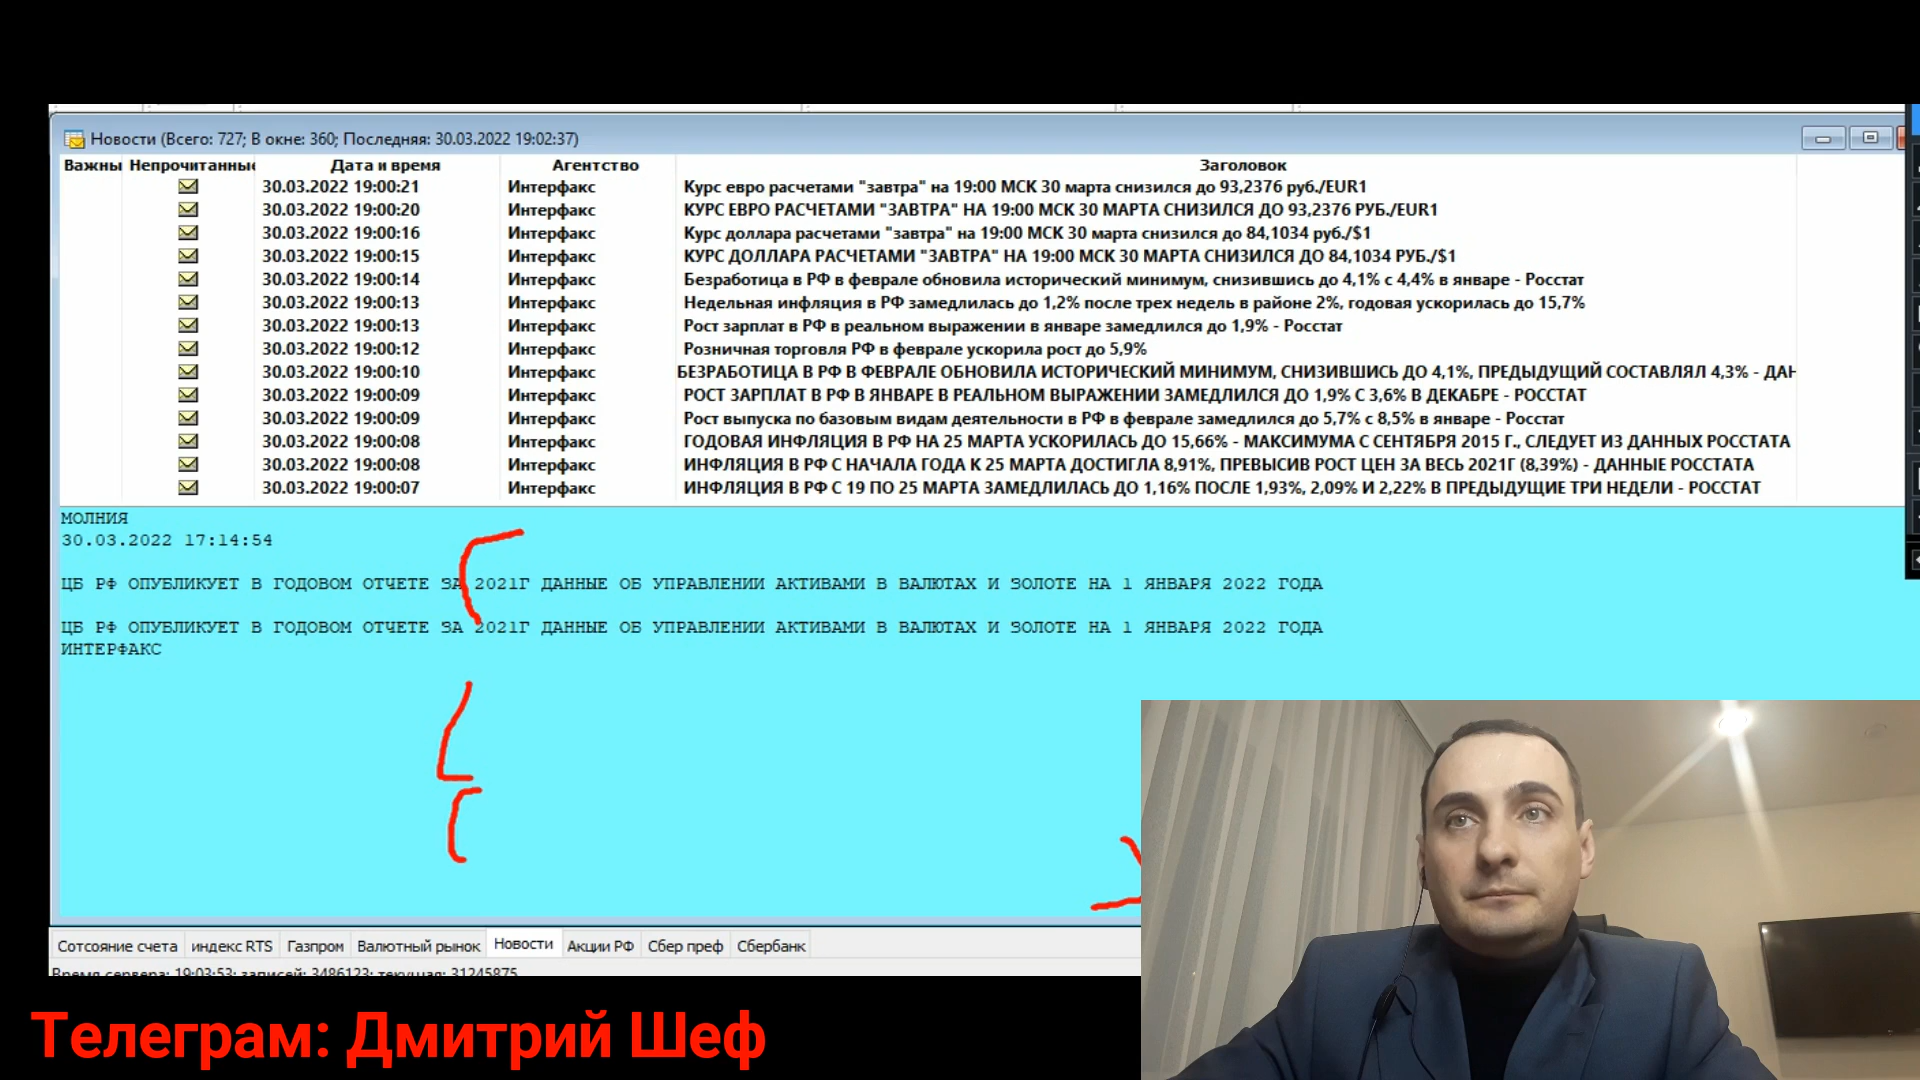 Новости (Всего: 727; В окне: 360; Последняя: 30.03.2022 19:02:37)
Важны Непрочитанные Дата и время Агентство Заголовок
30.03.2022 19:00:21 Интерфакс Курс евро расчетами "завтра" на 19:00 МСК 30 марта снизился до 93,2376 руб./EUR1
30.03.2022 19:00:20 Интерфакс КУРС ЕВРО РАСЧЕТАМИ "ЗАВТРА" НА 19:00 МСК 30 МАРТА СНИЗИЛСЯ ДО 93,2376 РУБ./EUR1
30.03.2022 19:00:16 Интерфакс Курс доллара расчетами "завтра" на 19:00 МСК 30 марта снизился до 84,1034 руб./$1
30.03.2022 19:00:15 Интерфакс КУРС ДОЛЛАРА РАСЧЕТАМИ "ЗАВТРА" НА 19:00 МСК 30 МАРТА СНИЗИЛСЯ ДО 84,1034 РУБ./$1
30.03.2022 19:00:14 Интерфакс Безработица в РФ в феврале обновила исторический минимум, снизившись до 4,1% с 4,4% в январе - Росстат
30.03.2022 19:00:13 Интерфакс Недельная инфляция в РФ замедлилась до 1,2% после трех недель в районе 2%, годовая ускорилась до 15,7%
30.03.2022 19:00:13 Интерфакс Рост зарплат в РФ в реальном выражении в январе замедлился до 1,9% - Росстат
30.03.2022 19:00:12 Интерфакс Розничная торговля РФ в феврале ускорила рост до 5,9%
30.03.2022 19:00:10 Интерфакс БЕЗРАБОТИЦА В РФ В ФЕВРАЛЕ ОБНОВИЛА ИСТОРИЧЕСКИЙ МИНИМУМ, СНИЗИВШИСЬ ДО 4,1%, ПРЕДЫДУЩИЙ СОСТАВЛЯЛ 4,3% - ДАН
30.03.2022 19:00:09 Интерфакс РОСТ ЗАРПЛАТ В РФ В ЯНВАРЕ В РЕАЛЬНОМ ВЫРАЖЕНИИ ЗАМЕДЛИЛСЯ ДО 1,9% С 3,6% В ДЕКАБРЕ - РОССТАТ
30.03.2022 19:00:09 Интерфакс Рост выпуска по базовым видам деятельности в РФ в феврале замедлился до 5,7% с 8,5% в январе - Росстат
30.03.2022 19:00:08 Интерфакс ГОДОВАЯ ИНФЛЯЦИЯ В РФ НА 25 МАРТА УСКОРИЛАСЬ ДО 15,66% - МАКСИМУМА С СЕНТЯБРЯ 2015 Г., СЛЕДУЕТ ИЗ ДАННЫХ РОССТАТА
30.03.2022 19:00:08 Интерфакс ИНФЛЯЦИЯ В РФ С НАЧАЛА ГОДА К 25 МАРТА ДОСТИГЛА 8,91%, ПРЕВЫСИВ РОСТ ЦЕН ЗА ВЕСЬ 2021Г (8,39%) - ДАННЫЕ РОССТАТА
30.03.2022 19:00:07 Интерфакс ИНФЛЯЦИЯ В РФ С 19 ПО 25 МАРТА ЗАМЕДЛИЛАСЬ ДО 1,16% ПОСЛЕ 1,93%, 2,09% И 2,22% В ПРЕДЫДУЩИЕ ТРИ НЕДЕЛИ - РОССТАТ
МОЛНИЯ
30.03.2022 17:14:54
ЦБ РФ ОПУБЛИКУЕТ В ГОДОВОМ ОТЧЕТЕ ЗА 2021Г ДАННЫЕ ОБ УПРАВЛЕНИИ АКТИВАМИ В ВАЛЮТАХ И ЗОЛОТЕ НА 1 ЯНВАРЯ 2022 ГОДА
ЦБ РФ ОПУБЛИКУЕТ В ГОДОВОМ ОТЧЕТЕ ЗА 2021Г ДАННЫЕ ОБ УПРАВЛЕНИИ АКТИВАМИ В ВАЛЮТАХ И ЗОЛОТЕ НА 1 ЯНВАРЯ 2022 ГОДА
ИНТЕРФАКС
Сотсояние счета индекс RTS Газпром Валютный рынок Новости Акции РФ Сбер преф Сбербанк
Время сервера: 19:03:53; записей: 3486123; текущая: 31245875
Телеграм: Дмитрий Шеф